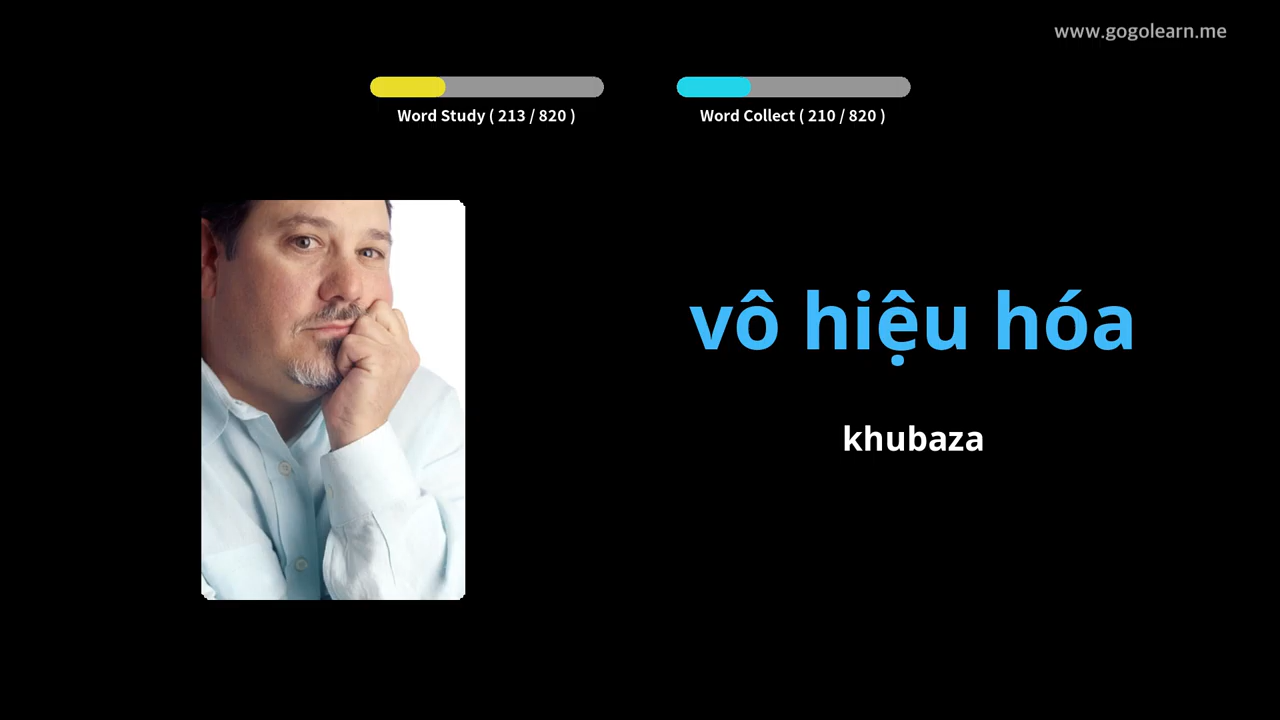 www.gogolearn.me
Word Study ( 213 / 820 )
Word Collect ( 210 / 820 )
vô hiệu hóa
khubaza